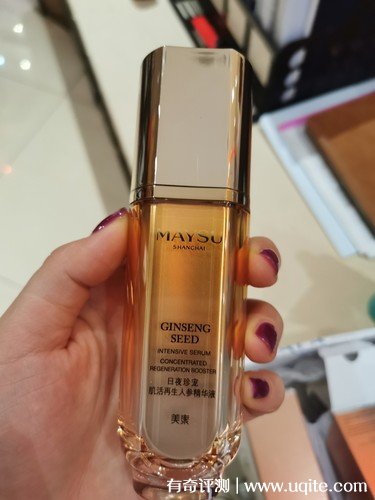 MAYSU
SHANGHAI
GINSENG
SEED
INTENSIVE SERUM
CONCENTRATED
REGENERATION BOOSTER
日夜珍宠
肌活再生人参精华液
美素
有奇评测 | www.uqite.com